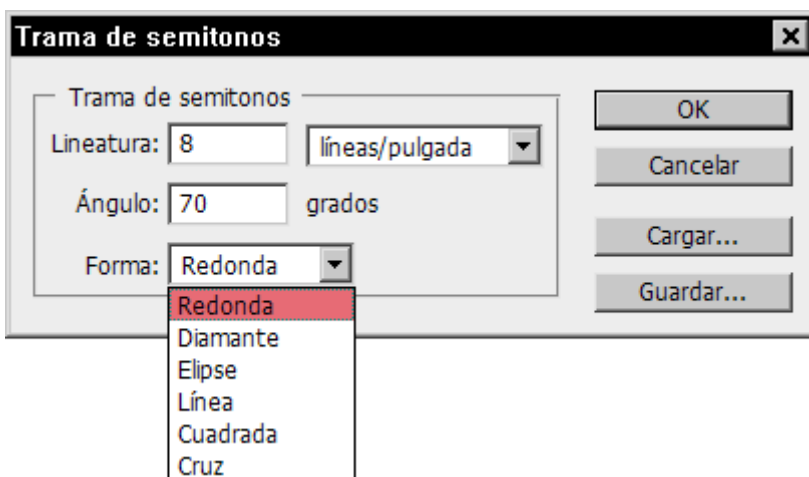 Trama de semitonos
Trama de semitonos
Lineatura: 8 líneas/pulgada
Ángulo: 70 grados
Forma: Redonda
Redonda
Diamante
Elipse
Línea
Cuadrada
Cruz
OK
Cancelar
Cargar...
Guardar...